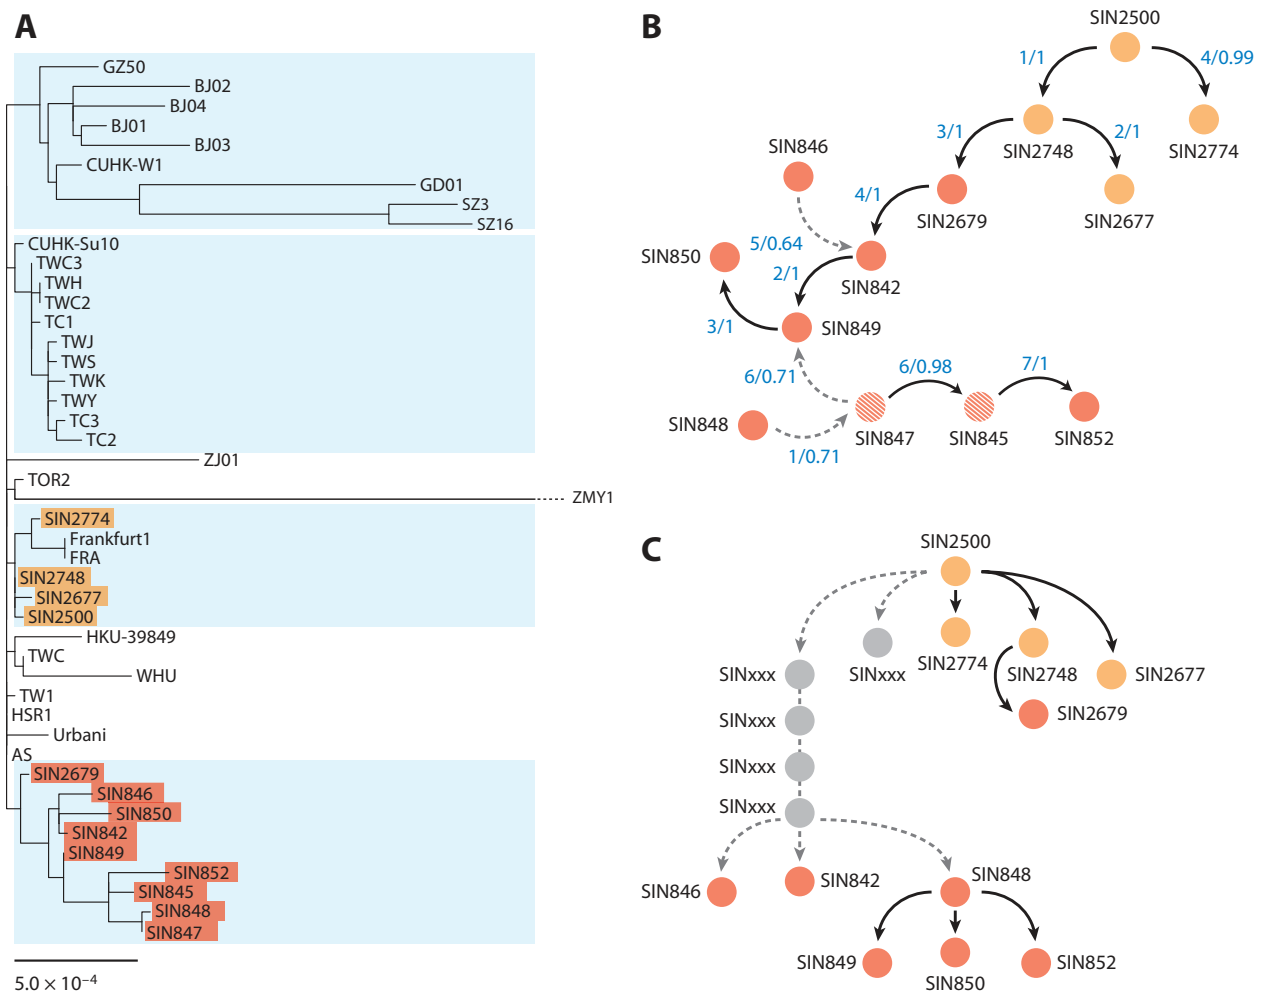 A
GZ50
BJ02
BJ04
BJ01
BJ03
CUHK-W1
GD01
SZ3
SZ16
CUHK-Su10
TWC3
TWH
TWC2
TC1
TWJ
TWS
TWK
TWY
TC3
TC2
ZJ01
TOR2
ZMY1
SIN2774
Frankfurt1
FRA
SIN2748
SIN2677
SIN2500
HKU-39849
TWC
WHU
TW1
HSR1
Urbani
AS
SIN2679
SIN846
SIN850
SIN842
SIN849
SIN852
SIN845
SIN848
SIN847
5.0 × 10⁻⁴
B
SIN2500
1/1
4/0.99
SIN2748
SIN2774
3/1
2/1
SIN846
SIN2679
SIN2677
4/1
5/0.64
SIN850
SIN842
2/1
3/1
SIN849
6/0.71
6/0.98
7/1
SIN848
SIN847
SIN845
SIN852
1/0.71
C
SIN2500
SINxxx
SINxxx
SIN2774
SIN2748
SIN2677
SIN2679
SINxxx
SINxxx
SINxxx
SIN846
SIN842
SIN848
SIN849
SIN850
SIN852